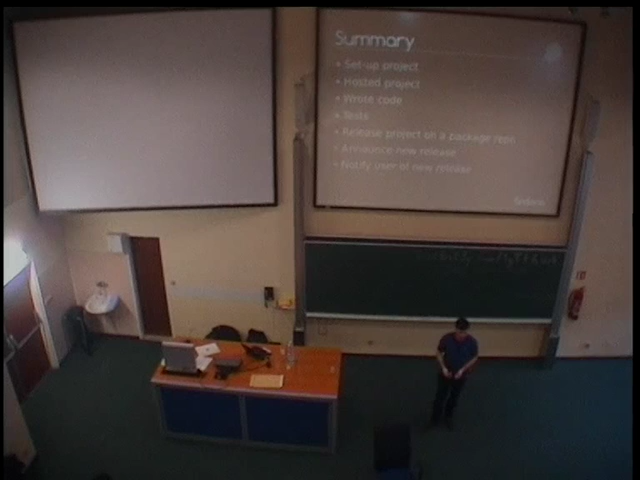 Summary
• Set-up project
• Hosted project
• Wrote code
• Tests
• Release project on a package repo
• Announce new release
• Notify user of new release